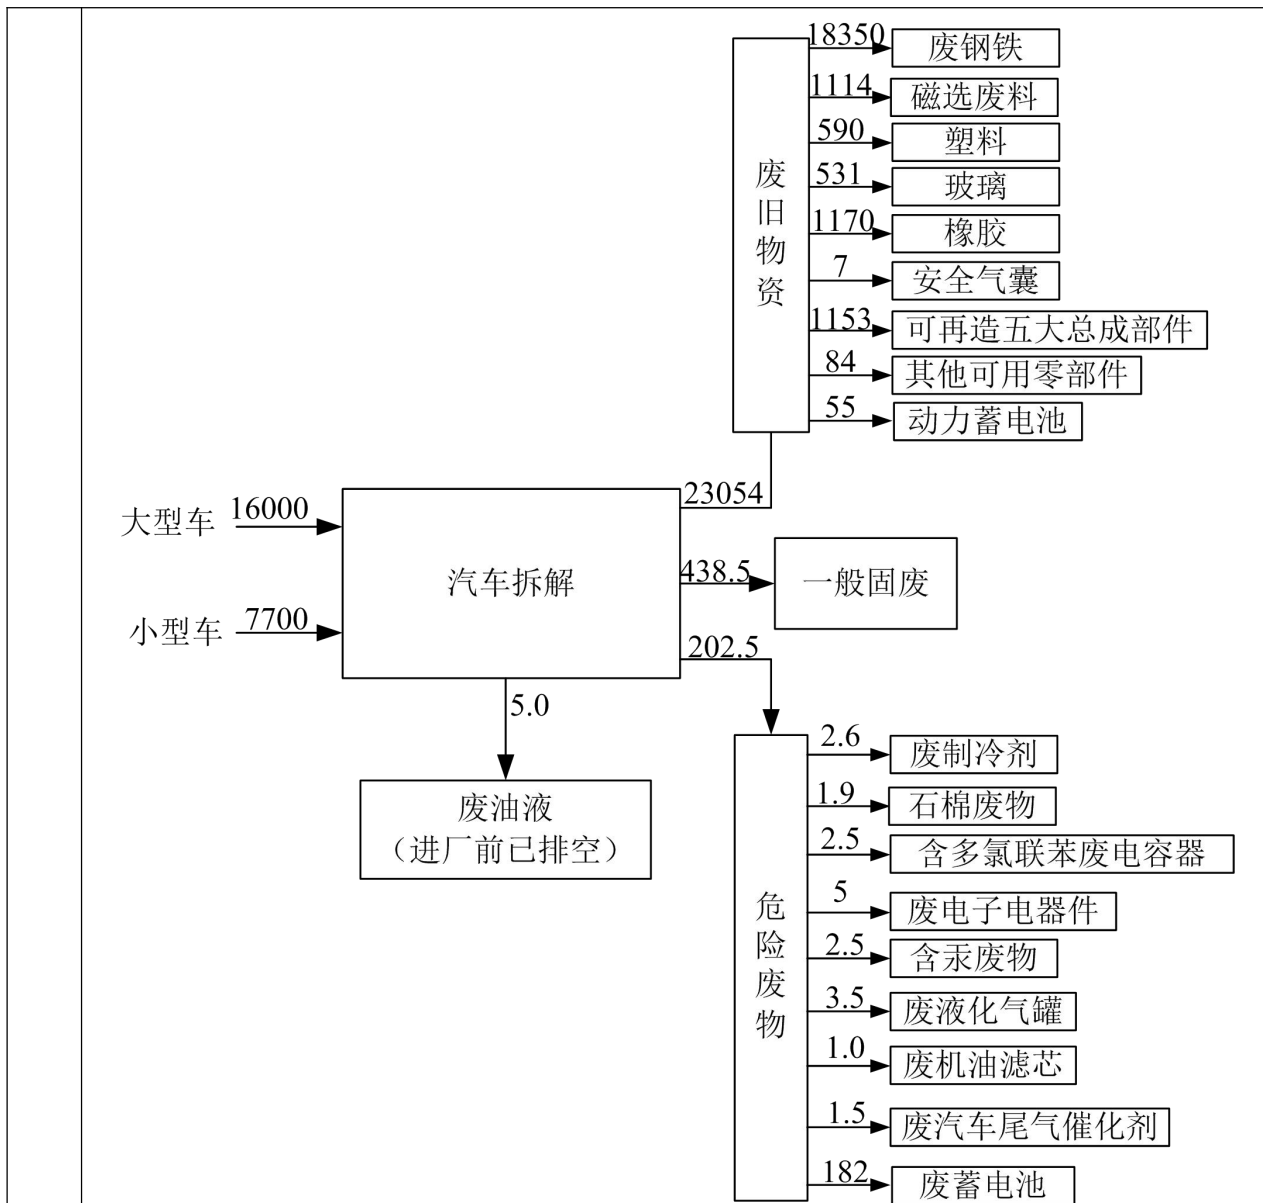 18350
废钢铁
1114
磁选废料
590
塑料
531
玻璃
废旧物资
1170
橡胶
7
安全气囊
1153
可再造五大总成部件
84
其他可用零部件
55
动力蓄电池
23054
大型车
16000
汽车拆解
438.5
一般固废
小型车
7700
202.5
5.0
废油液
（进厂前已排空）
2.6
废制冷剂
1.9
石棉废物
2.5
含多氯联苯废电容器
危险废物
5
废电子电器件
2.5
含汞废物
3.5
废液化气罐
1.0
废机油滤芯
1.5
废汽车尾气催化剂
182
废蓄电池